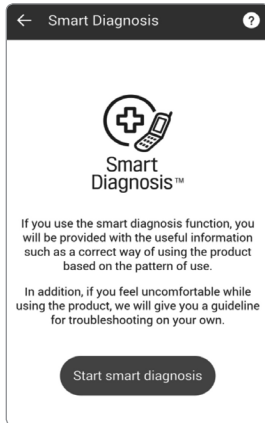 Smart Diagnosis
?
Smart
Diagnosis™
If you use the smart diagnosis function, you
will be provided with the useful information
such as a correct way of using the product
based on the pattern of use.
In addition, if you feel uncomfortable while
using the product, we will give you a guideline
for troubleshooting on your own.
Start smart diagnosis